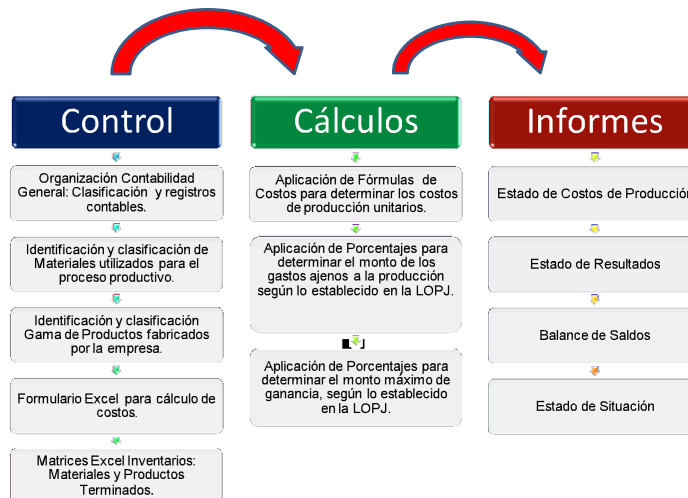 Control
Organización Contabilidad
General: Clasificación y registros
contables.
Identificación y clasificación de
Materiales utilizados para el
proceso productivo.
Identificación y clasificación
Gama de Productos fabricados
por la empresa.
Formulario Excel para cálculo de
costos.
Matrices Excel Inventarios:
Materiales y Productos
Terminados.
Cálculos
Aplicación de Fórmulas de
Costos para determinar los costos
de producción unitarios.
Aplicación de Porcentajes para
determinar el monto de los
gastos ajenos a la producción
según lo establecido en la LOPJ.
Aplicación de Porcentajes para
determinar el monto máximo de
ganancia, según lo establecido
en la LOPJ.
Informes
Estado de Costos de Producción
Estado de Resultados
Balance de Saldos
Estado de Situación